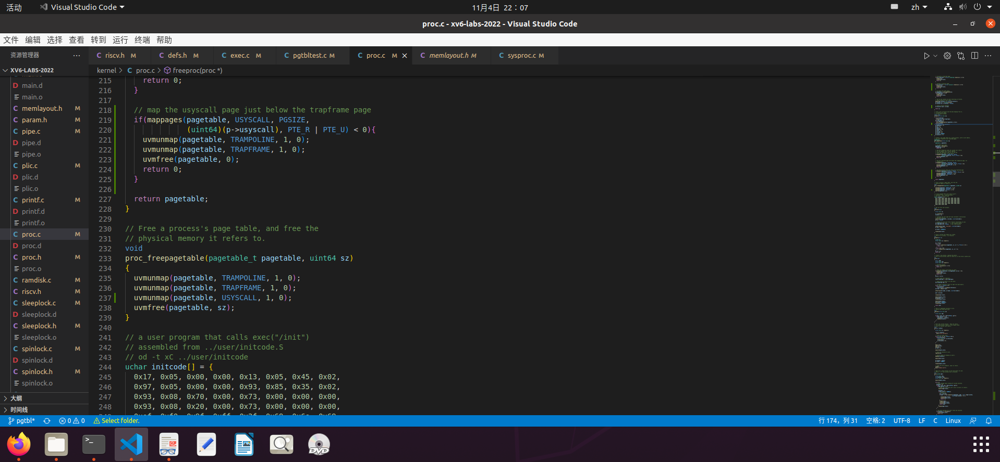 活动 Visual Studio Code 11月4日 22：07 zh
proc.c - xv6-labs-2022 - Visual Studio Code
文件 编辑 选择 查看 转到 运行 终端 帮助
资源管理器 ··· C riscv.h M C defs.h M C exec.c M C pgtbltest.c M C proc.c M C memlayout.h M C sysproc.c M
XV6-LABS-2022
kernel > C proc.c > freeproc(proc *)
D main.d
main.o
C memlayout.h M
C param.h M
C pipe.c M
D pipe.d
pipe.o
C plic.c M
D plic.d
plic.o
C printf.c M
D printf.d
printf.o
C proc.c M
D proc.d
C proc.h M
proc.o
C ramdisk.c M
C riscv.h M
C sleeplock.c M
D sleeplock.d
C sleeplock.h M
sleeplock.o
C spinlock.c M
D spinlock.d
C spinlock.h M
spinlock.o
大纲
时间线
215     return 0;
216   }
217
218   // map the usyscall page just below the trapframe page
219   if(mappages(pagetable, USYSCALL, PGSIZE,
220               (uint64)(p->usyscall), PTE_R | PTE_U) < 0){
221     uvmunmap(pagetable, TRAMPOLINE, 1, 0);
222     uvmunmap(pagetable, TRAPFRAME, 1, 0);
223     uvmfree(pagetable, 0);
224     return 0;
225   }
226
227   return pagetable;
228 }
229
230 // Free a process's page table, and free the
231 // physical memory it refers to.
232 void
233 proc_freepagetable(pagetable_t pagetable, uint64 sz)
234 {
235   uvmunmap(pagetable, TRAMPOLINE, 1, 0);
236   uvmunmap(pagetable, TRAPFRAME, 1, 0);
237   uvmunmap(pagetable, USYSCALL, 1, 0);
238   uvmfree(pagetable, sz);
239 }
240
241 // a user program that calls exec("/init")
242 // assembled from ../user/initcode.S
243 // od -t xC ../user/initcode
244 uchar initcode[] = {
245   0x17, 0x05, 0x00, 0x00, 0x13, 0x05, 0x45, 0x02,
246   0x97, 0x05, 0x00, 0x00, 0x93, 0x85, 0x35, 0x02,
247   0x93, 0x08, 0x70, 0x00, 0x73, 0x00, 0x00, 0x00,
248   0x93, 0x08, 0x20, 0x00, 0x73, 0x00, 0x00, 0x00,
pgtbl* 0 0 Select folder. 行 174，列 31 空格: 2 UTF-8 LF C Linux
>_
DVD